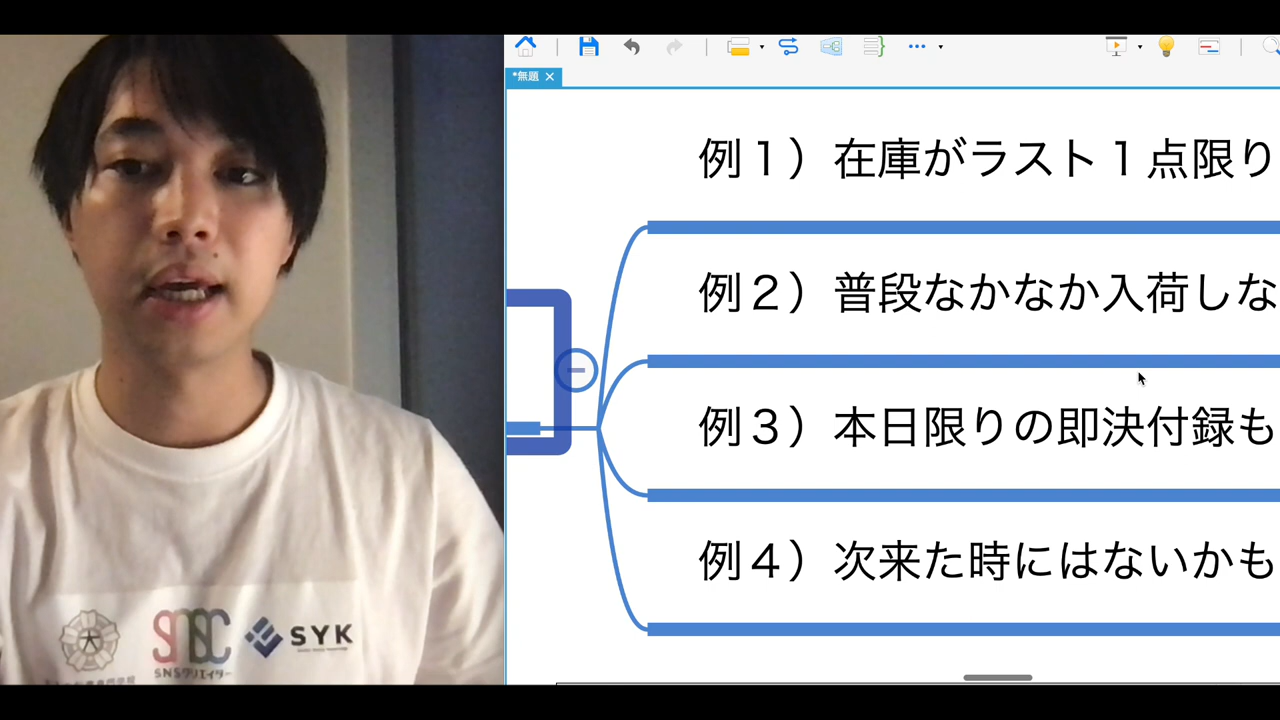 *無題
例１）在庫がラスト１点限り
例２）普段なかなか入荷しな
例３）本日限りの即決付録も
例４）次来た時にはないかも
大
SNSC
SNSクリエイター
SYK